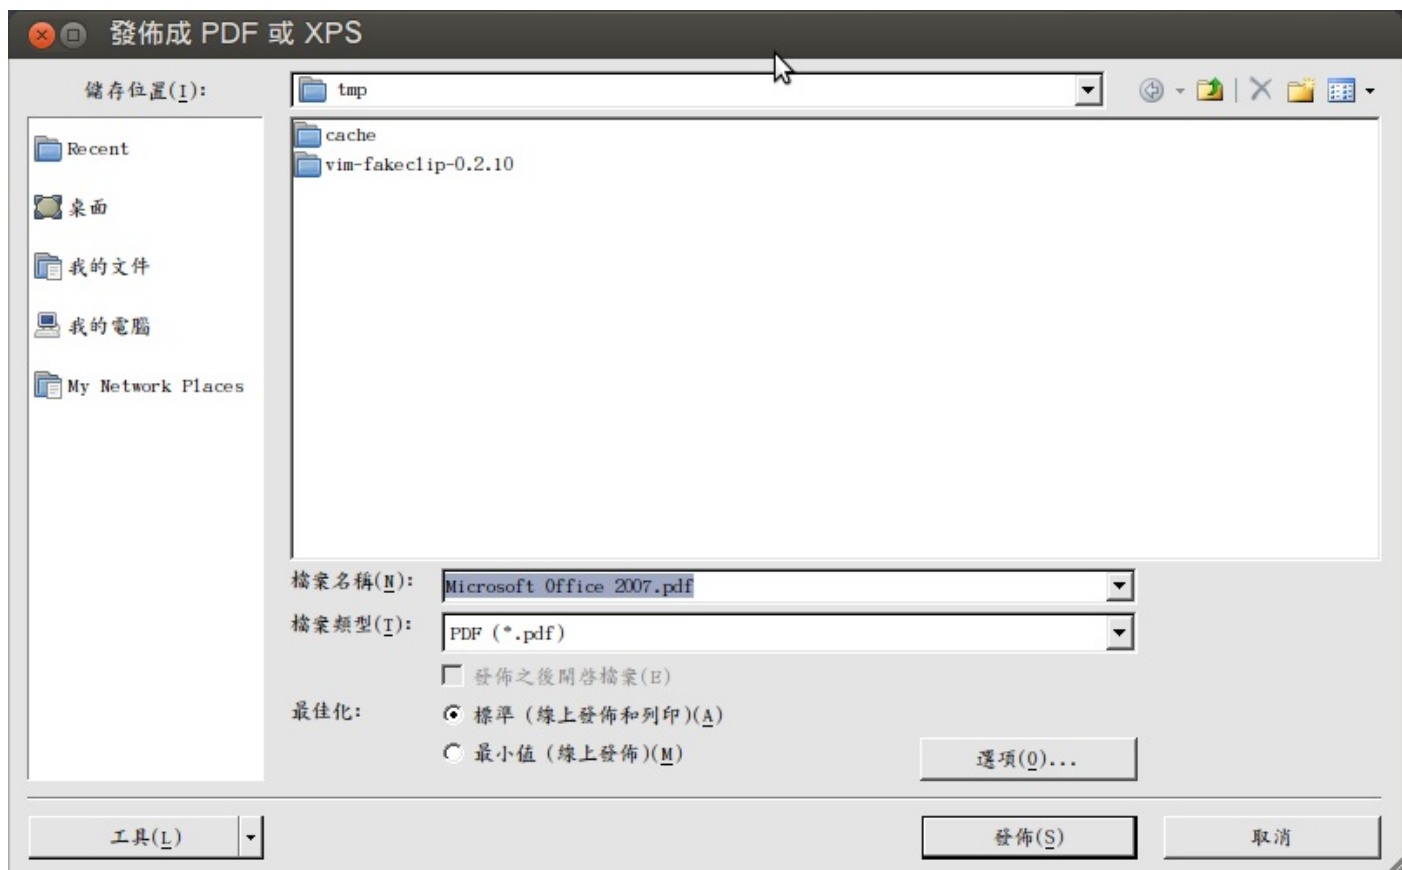 發佈成 PDF 或 XPS
儲存位置(I):
tmp
Recent
桌面
我的文件
我的電腦
My Network Places
cache
vim-fakeclip-0.2.10
檔案名稱(N):
Microsoft Office 2007.pdf
檔案類型(T):
PDF (*.pdf)
發佈之後開啓檔案(E)
最佳化:
標準 (線上發佈和列印)(A)
最小值 (線上發佈)(M)
選項(O)...
工具(L)
發佈(S)
取消